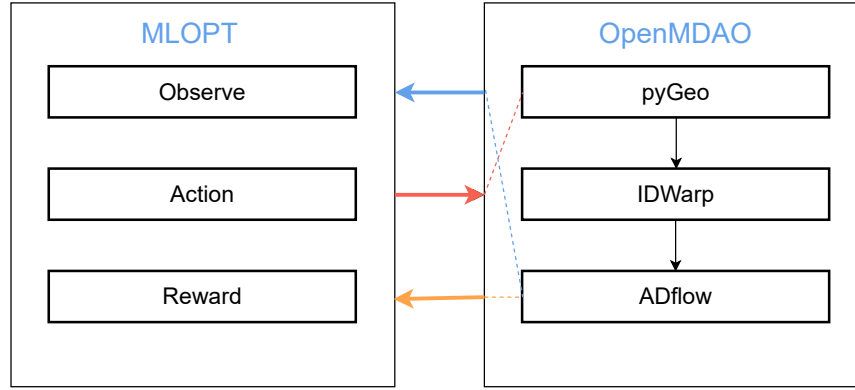 MLOPT
Observe
Action
Reward
OpenMDAO
pyGeo
IDWarp
ADflow